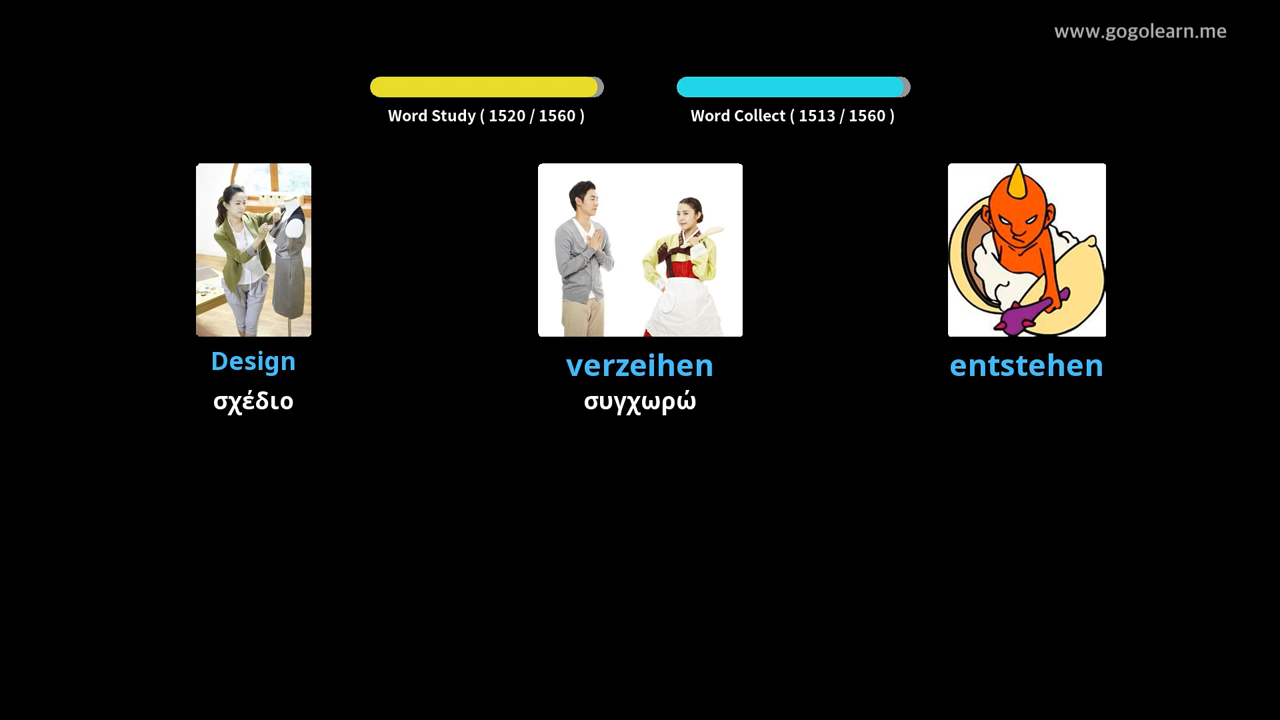 www.gogolearn.me
Word Study ( 1520 / 1560 )
Word Collect ( 1513 / 1560 )
Design
σχέδιο
verzeihen
συγχωρώ
entstehen